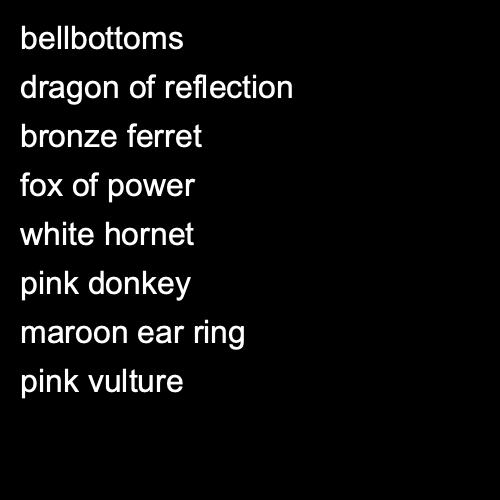 bellbottoms
dragon of reflection
bronze ferret
fox of power
white hornet
pink donkey
maroon ear ring
pink vulture